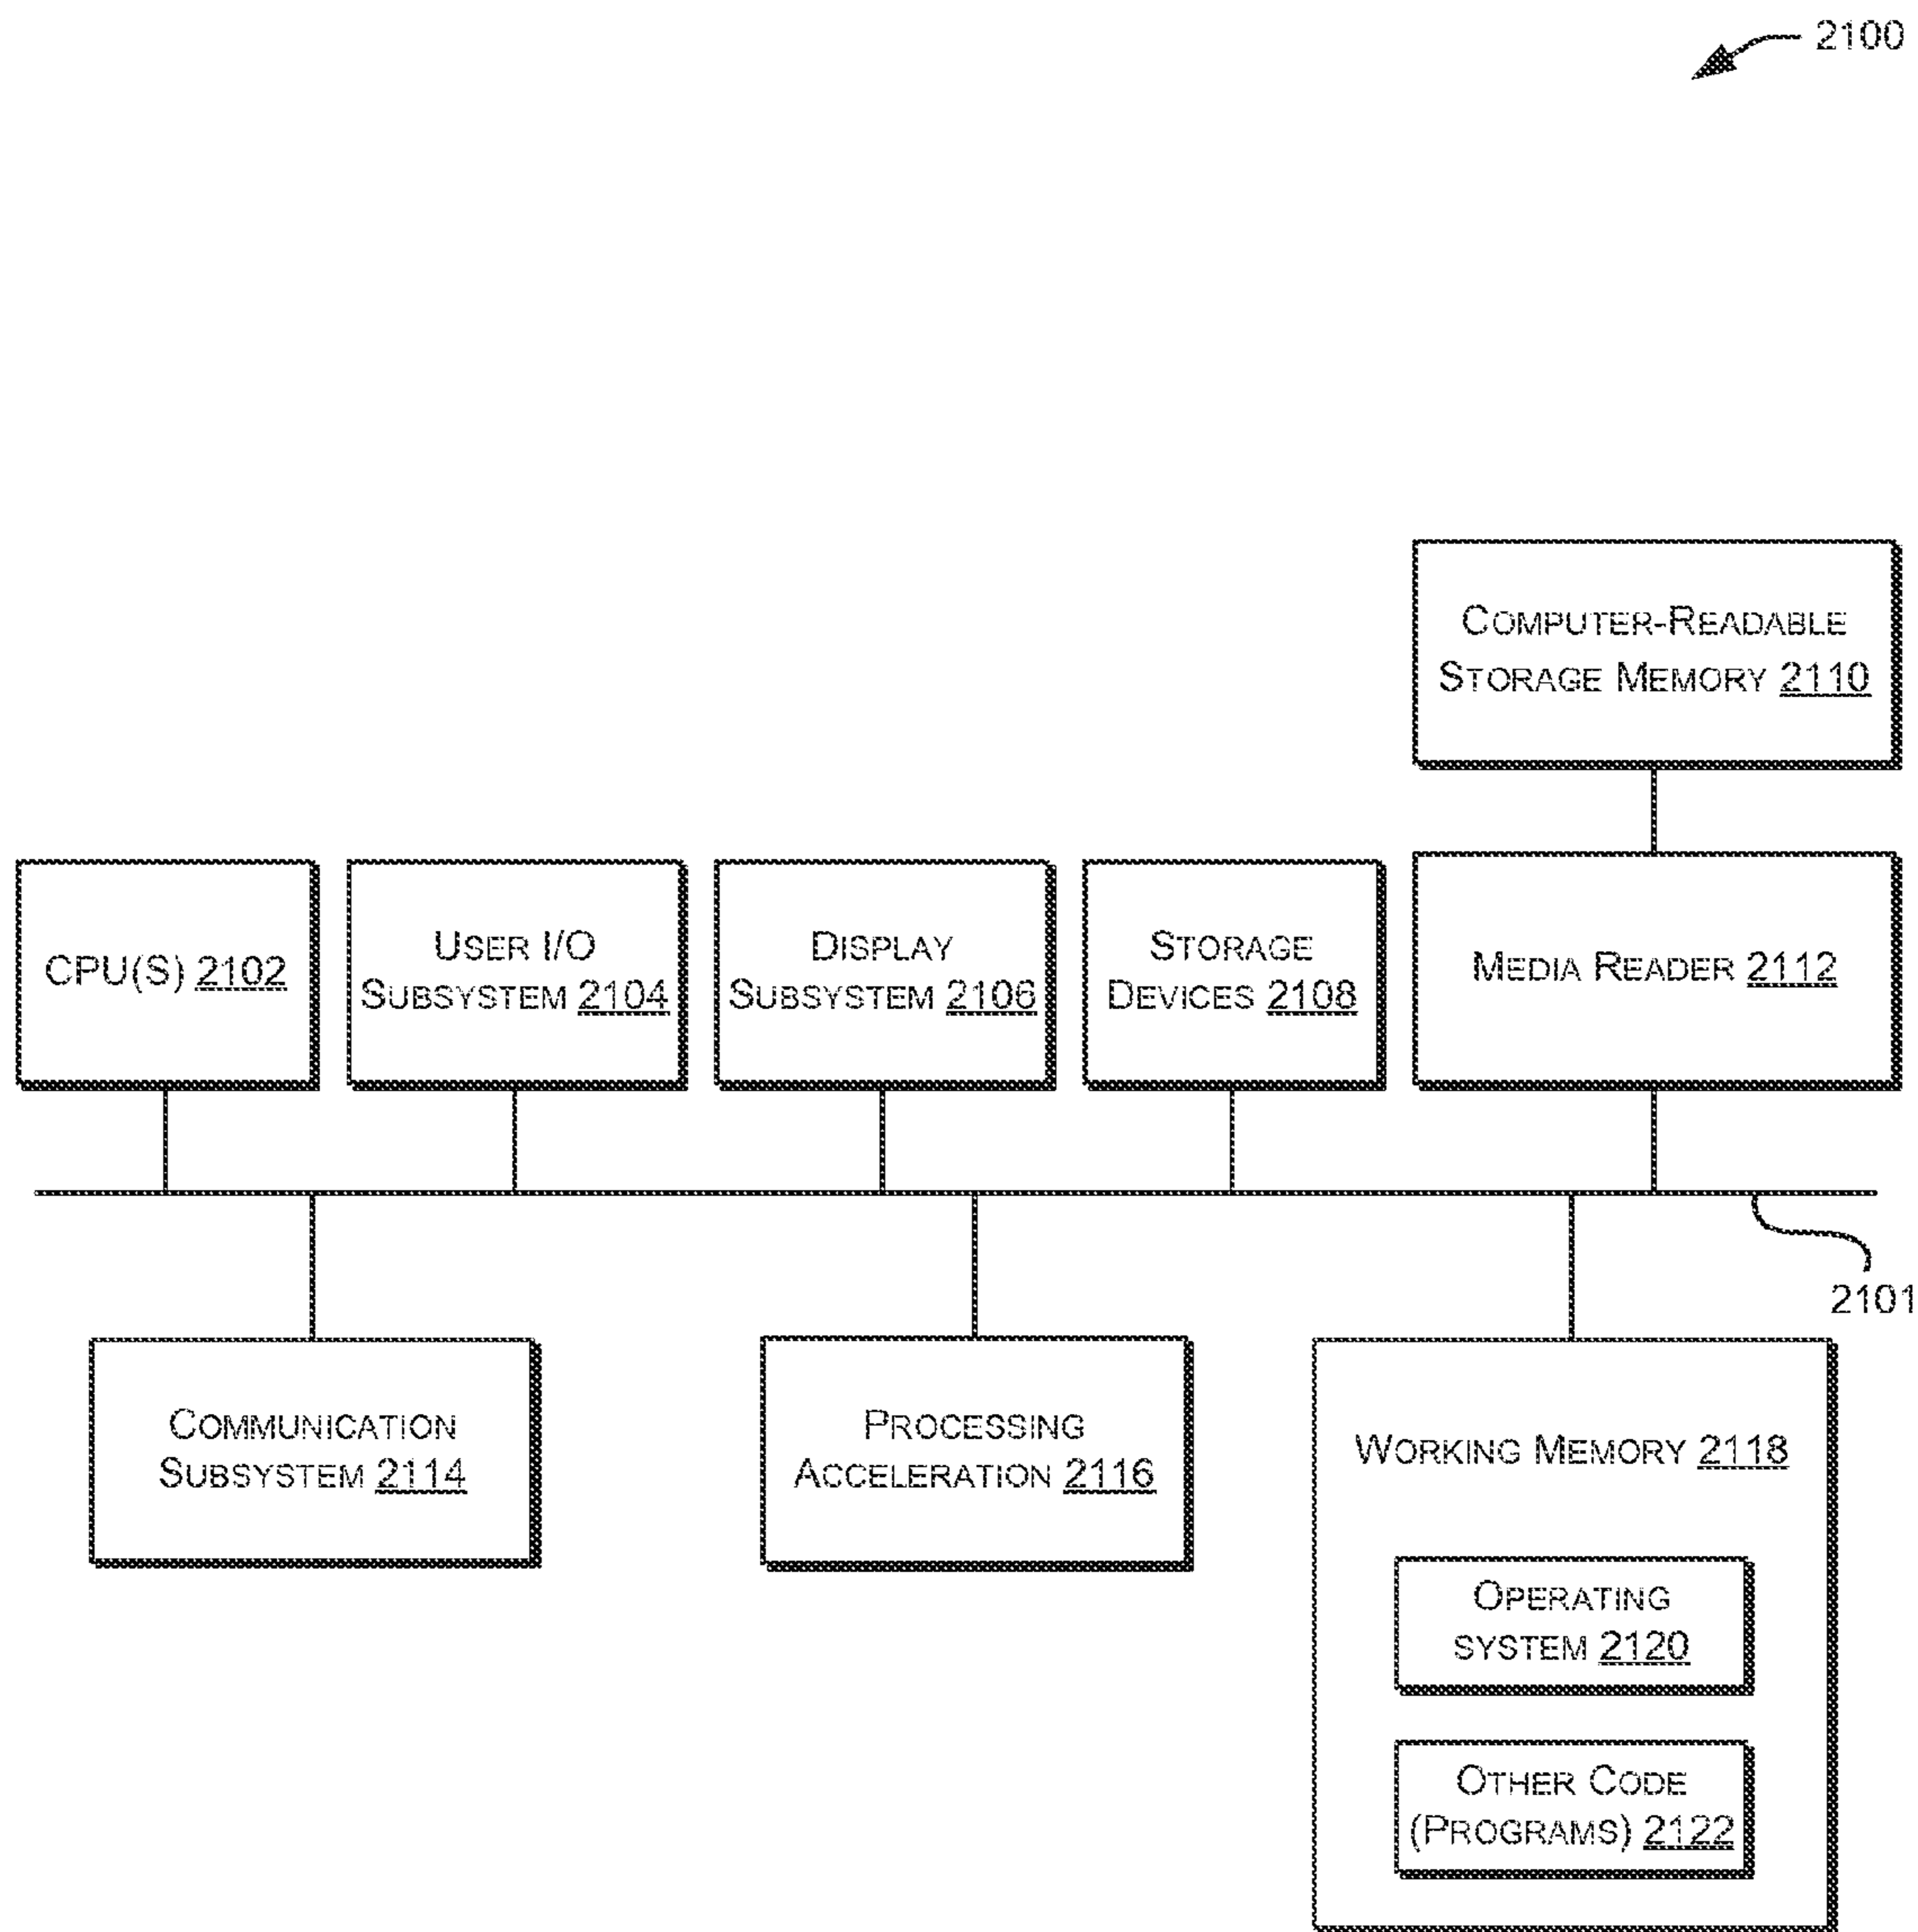 2100
COMPUTER-READABLE
STORAGE MEMORY 2110
CPU(S) 2102
USER I/O
SUBSYSTEM 2104
DISPLAY
SUBSYSTEM 2106
STORAGE
DEVICES 2108
MEDIA READER 2112
2101
COMMUNICATION
SUBSYSTEM 2114
PROCESSING
ACCELERATION 2116
WORKING MEMORY 2118
OPERATING
SYSTEM 2120
OTHER CODE
(PROGRAMS) 2122